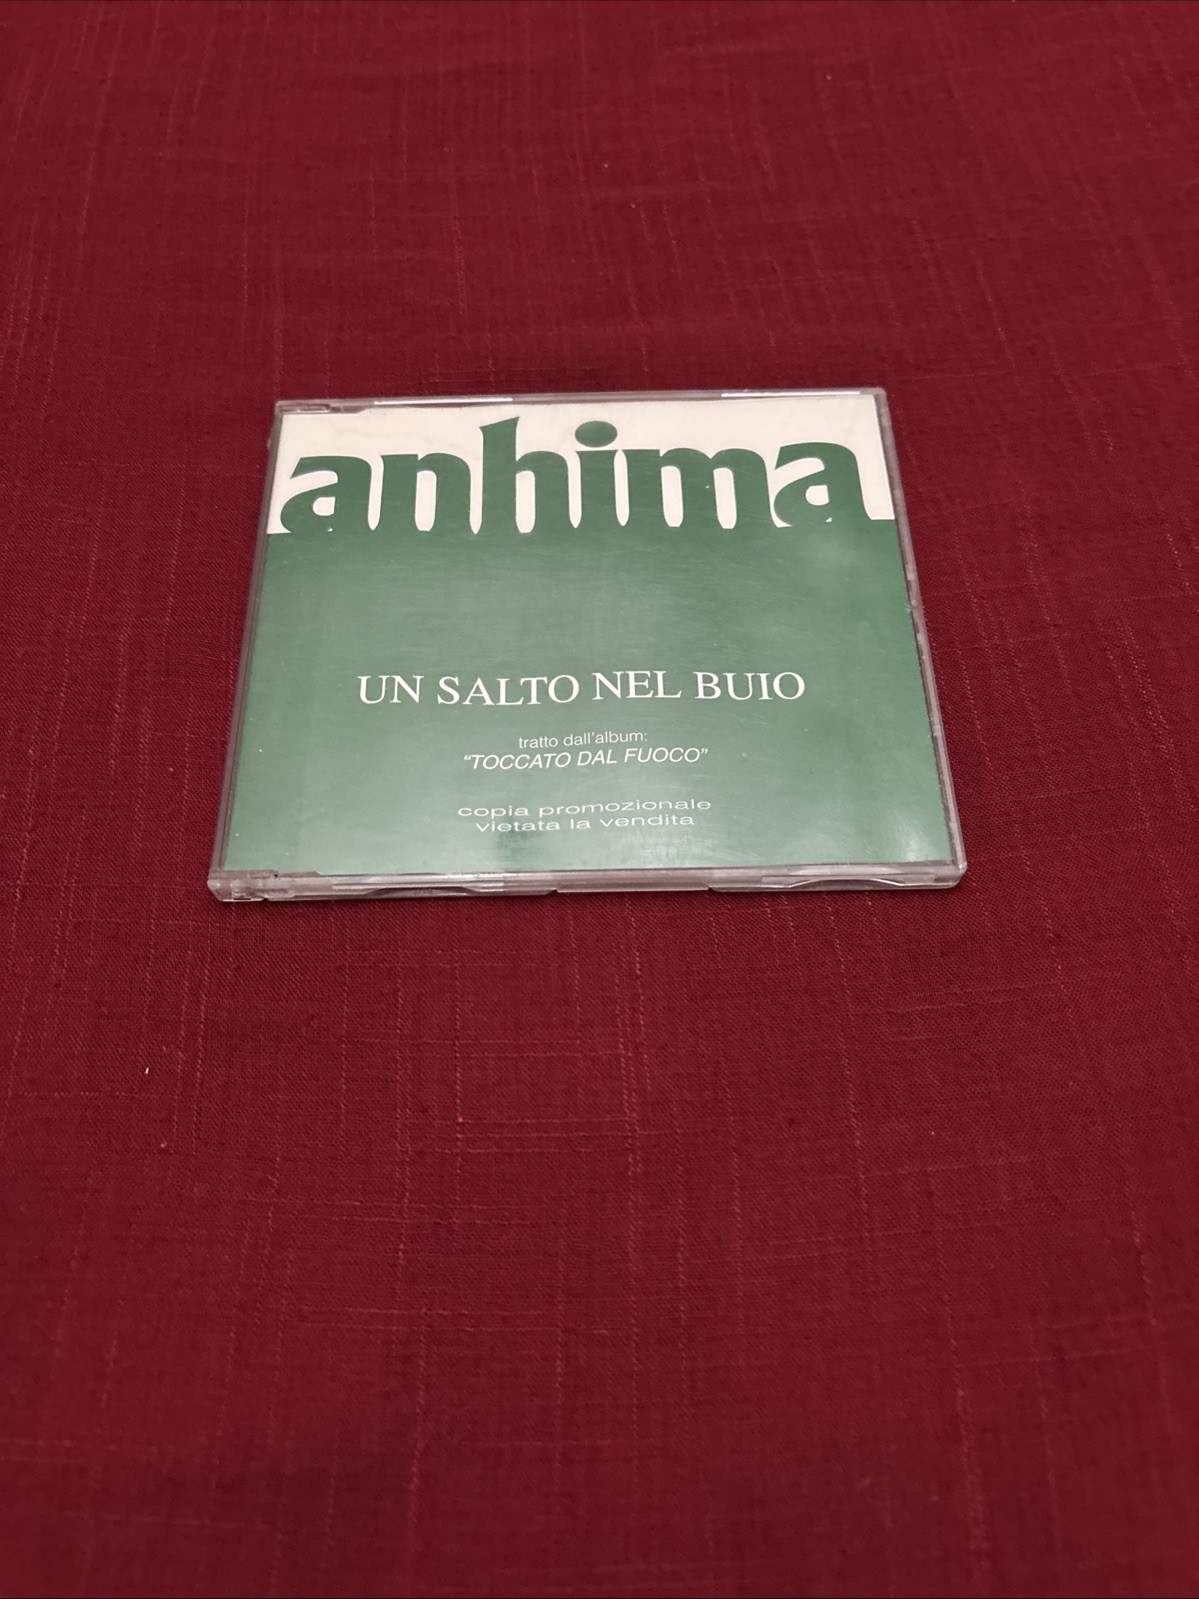 anhima
UN SALTO NEL BUIO
tratto dall'album:
"TOCCATO DAL FUOCO"
copia promozionale
vietata la vendita